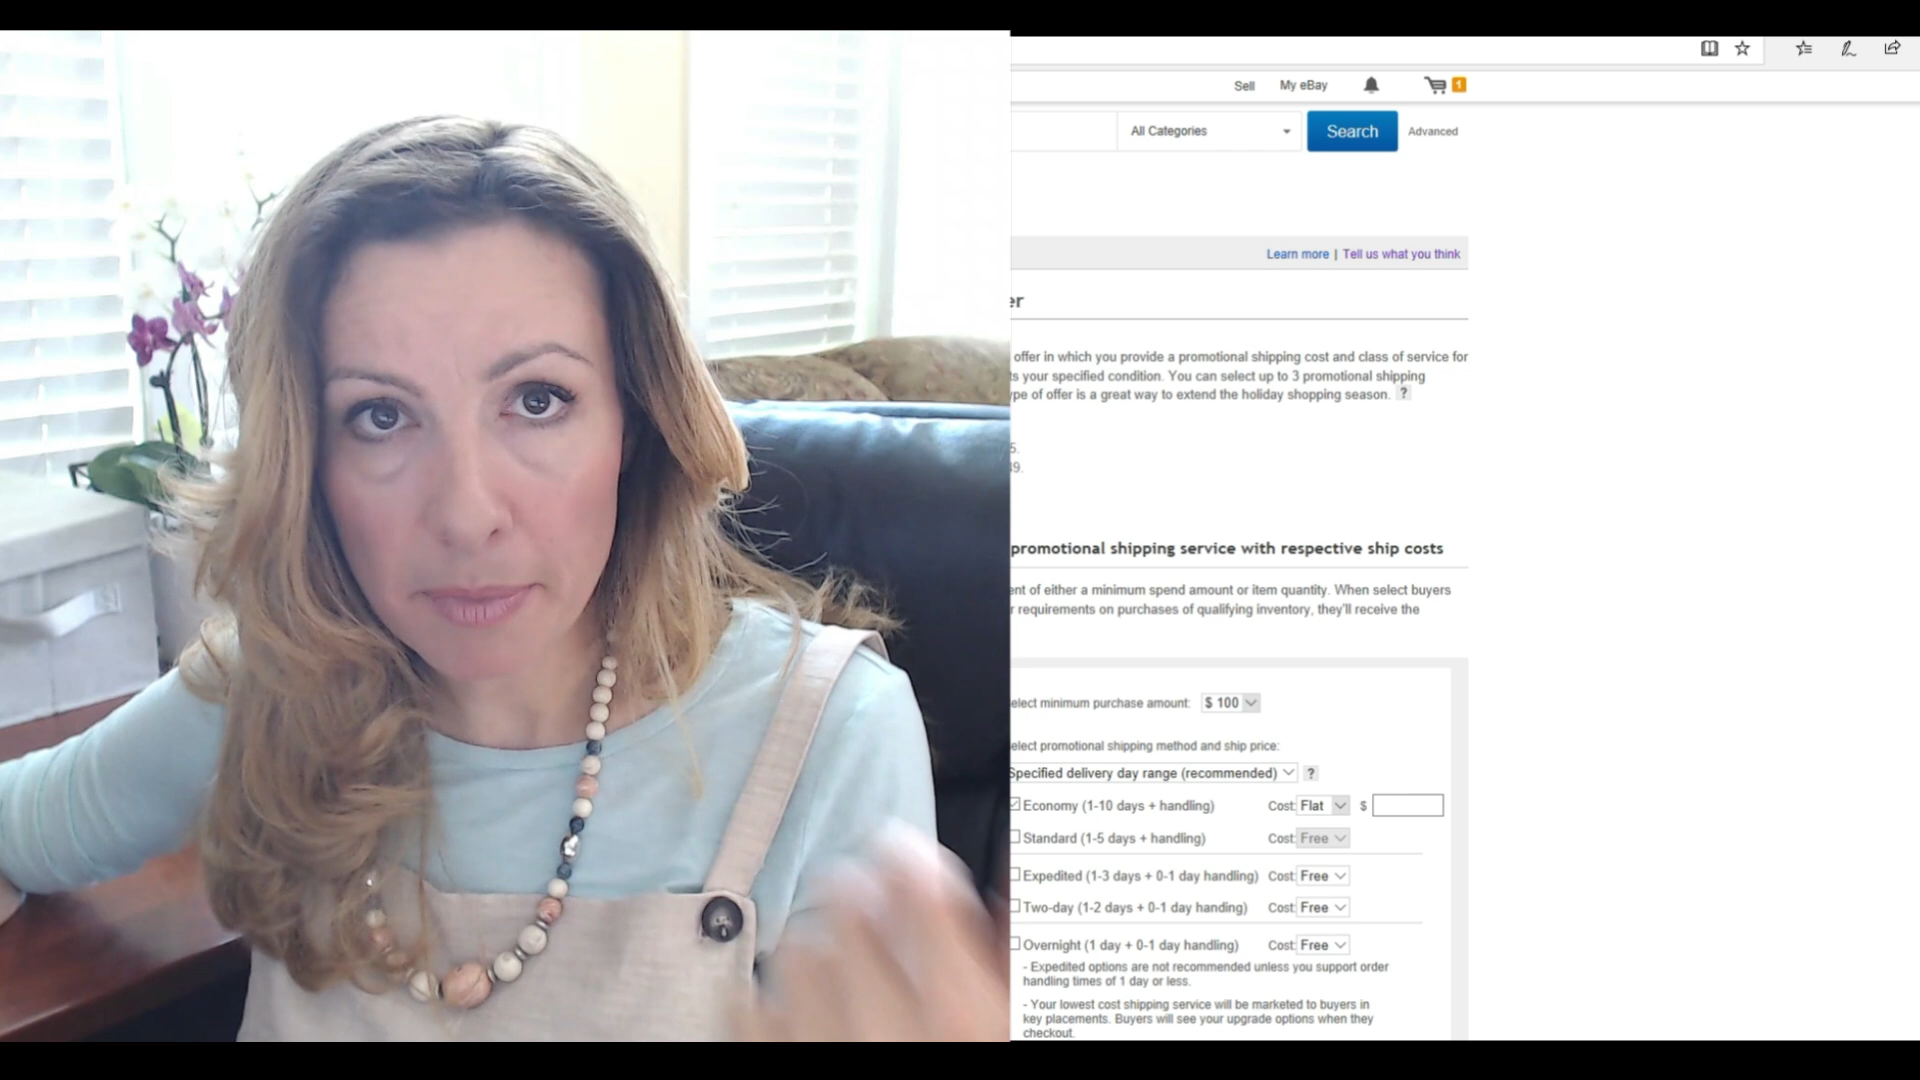 Sell My eBay 1
All Categories Search Advanced
Learn more | Tell us what you think
er
offer in which you provide a promotional shipping cost and class of service for
ts your specified condition. You can select up to 3 promotional shipping
ype of offer is a great way to extend the holiday shopping season. ?
5.
promotional shipping service with respective ship costs
ent of either a minimum spend amount or item quantity. When select buyers
r requirements on purchases of qualifying inventory, they'll receive the
elect minimum purchase amount: $ 100
elect promotional shipping method and ship price:
Specified delivery day range (recommended) ?
Economy (1-10 days + handling) Cost: Flat $
Standard (1-5 days + handling) Cost: Free
Expedited (1-3 days + 0-1 day handling) Cost: Free
Two-day (1-2 days + 0-1 day handing) Cost: Free
Overnight (1 day + 0-1 day handling) Cost: Free
- Expedited options are not recommended unless you support order
handling times of 1 day or less.
- Your lowest cost shipping service will be marketed to buyers in
key placements. Buyers will see your upgrade options when they
checkout.